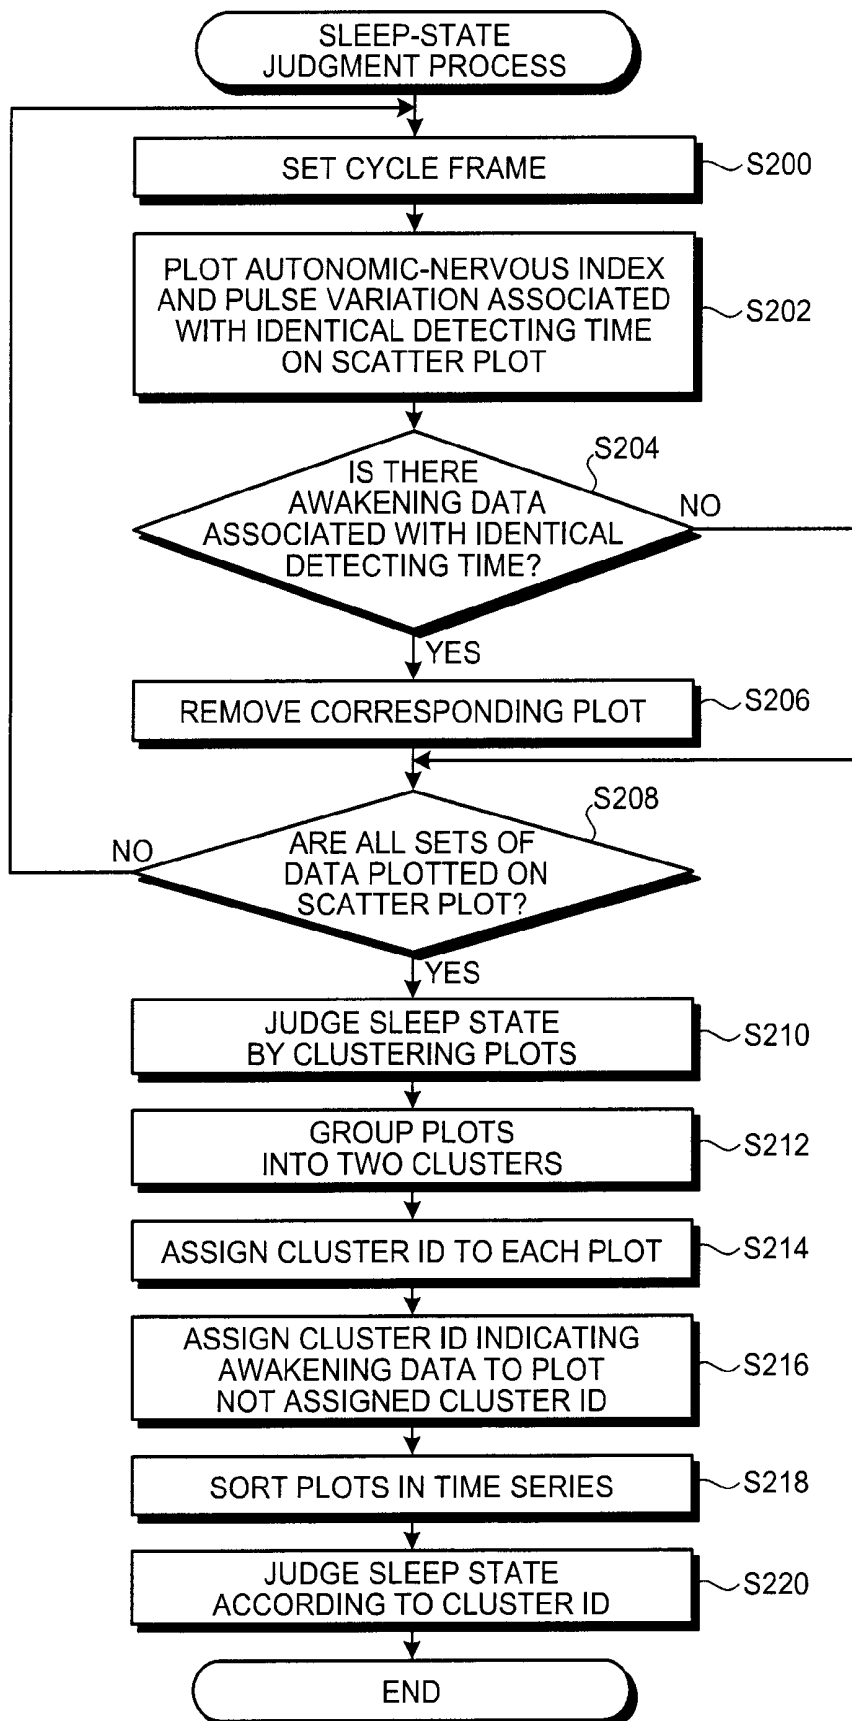 SLEEP-STATE
JUDGMENT PROCESS
SET CYCLE FRAME
S200
PLOT AUTONOMIC-NERVOUS INDEX
AND PULSE VARIATION ASSOCIATED
WITH IDENTICAL DETECTING TIME
ON SCATTER PLOT
S202
S204
IS THERE
AWAKENING DATA
ASSOCIATED WITH IDENTICAL
DETECTING TIME?
NO
YES
REMOVE CORRESPONDING PLOT
S206
S208
NO
ARE ALL SETS OF
DATA PLOTTED ON
SCATTER PLOT?
YES
JUDGE SLEEP STATE
BY CLUSTERING PLOTS
S210
GROUP PLOTS
INTO TWO CLUSTERS
S212
ASSIGN CLUSTER ID TO EACH PLOT
S214
ASSIGN CLUSTER ID INDICATING
AWAKENING DATA TO PLOT
NOT ASSIGNED CLUSTER ID
S216
SORT PLOTS IN TIME SERIES
S218
JUDGE SLEEP STATE
ACCORDING TO CLUSTER ID
S220
END